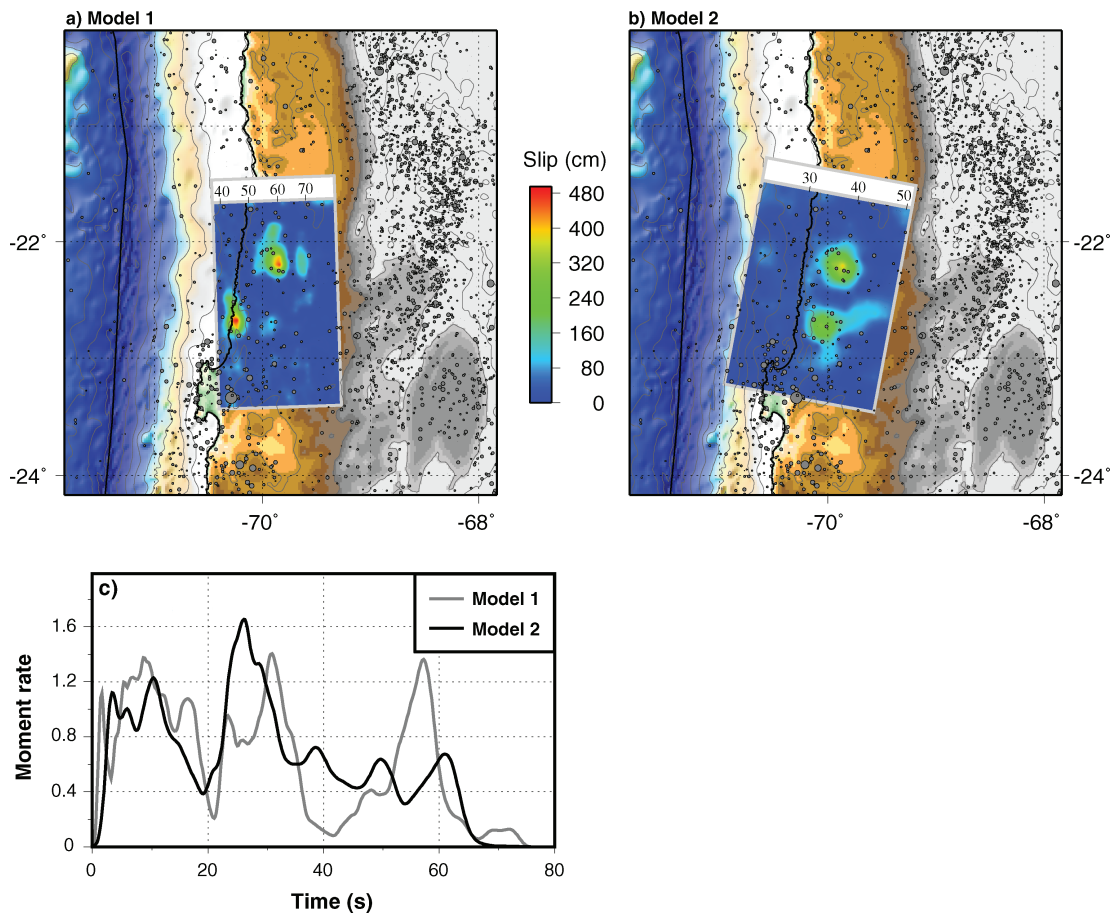 a) Model 1
b) Model 2
40 50 60 70
30 40 50
Slip (cm)
480
400
320
240
160
80
0
-22˚
-24˚
-22˚
-24˚
-70˚ -68˚
-70˚ -68˚
c)
Model 1
Model 2
Moment rate
1.6
1.2
0.8
0.4
0
0 20 40 60 80
Time (s)